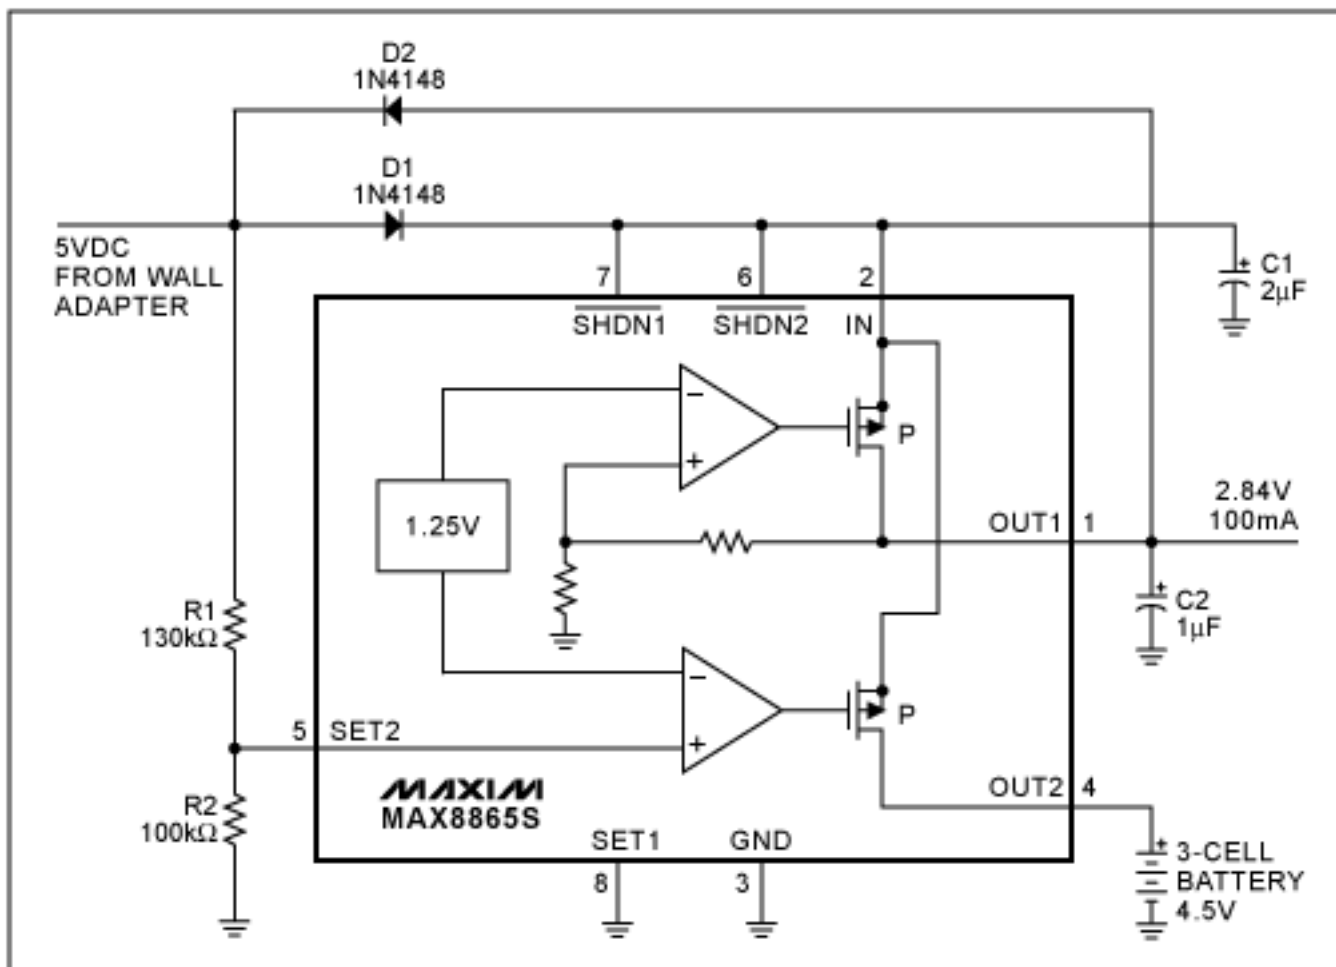 D2
1N4148
D1
1N4148
5VDC
FROM WALL
ADAPTER
7
6
2
C1
2μF
+
SHDN1
SHDN2
IN
−
+
P
1.25V
OUT1
1
2.84V
100mA
R1
130kΩ
+
C2
1μF
5
SET2
−
+
P
R2
100kΩ
MAXIM
MAX8865S
OUT2
4
SET1
GND
8
3
+
3-CELL
BATTERY
4.5V